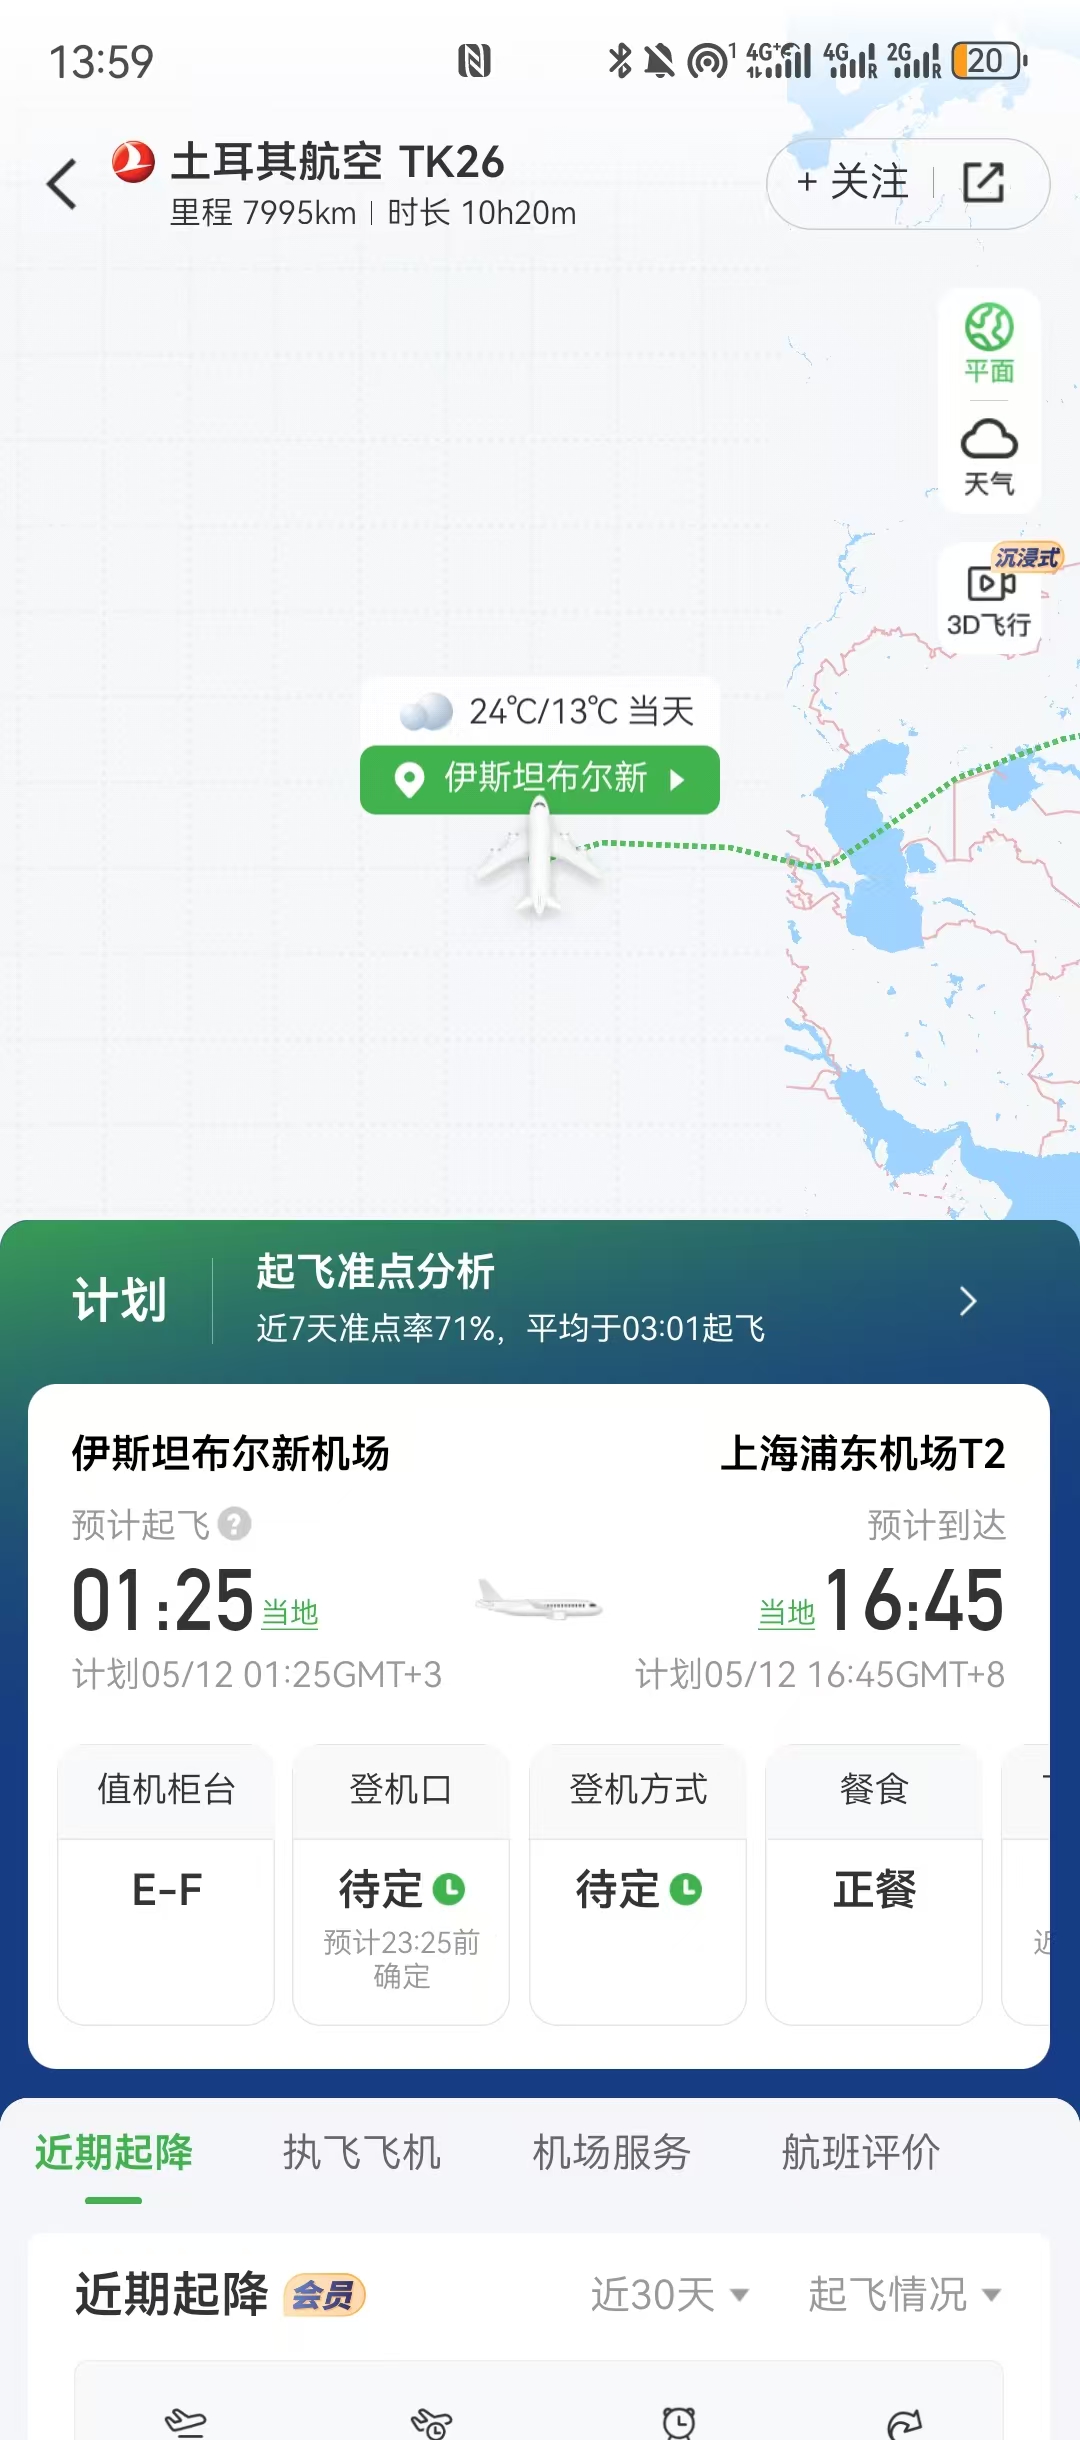 13:59
1 4G+ 4G R 2G R 20
土耳其航空 TK26
里程 7995km | 时长 10h20m
+ 关注
平面
天气
沉浸式
3D飞行
24℃/13℃ 当天
伊斯坦布尔新
计划
起飞准点分析
近7天准点率71%，平均于03:01起飞
伊斯坦布尔新机场
上海浦东机场T2
预计起飞 ?
预计到达
01:25 当地
当地 16:45
计划05/12 01:25GMT+3
计划05/12 16:45GMT+8
值机柜台
登机口
登机方式
餐食
E-F
待定
待定
正餐
预计23:25前
确定
近
近期起降
执飞飞机
机场服务
航班评价
近期起降 会员
近30天
起飞情况